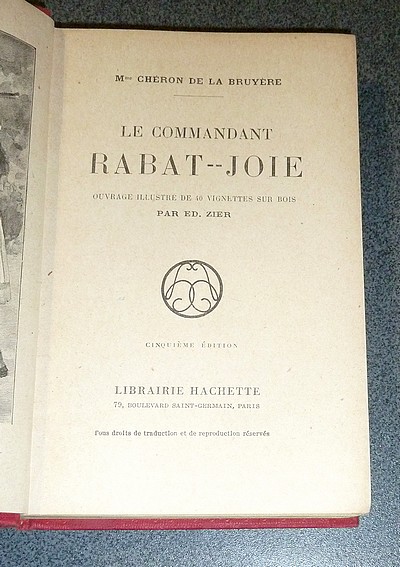 Mme CHÉRON DE LA BRUYÈRE
LE COMMANDANT
RABAT--JOIE
OUVRAGE ILLUSTRE DE 40 VIGNETTES SUR BOIS
PAR ED. ZIER
CINQUIÈME ÉDITION
LIBRAIRIE HACHETTE
79, BOULEVARD SAINT-GERMAIN, PARIS
Tous droits de traduction et de reproduction réservés